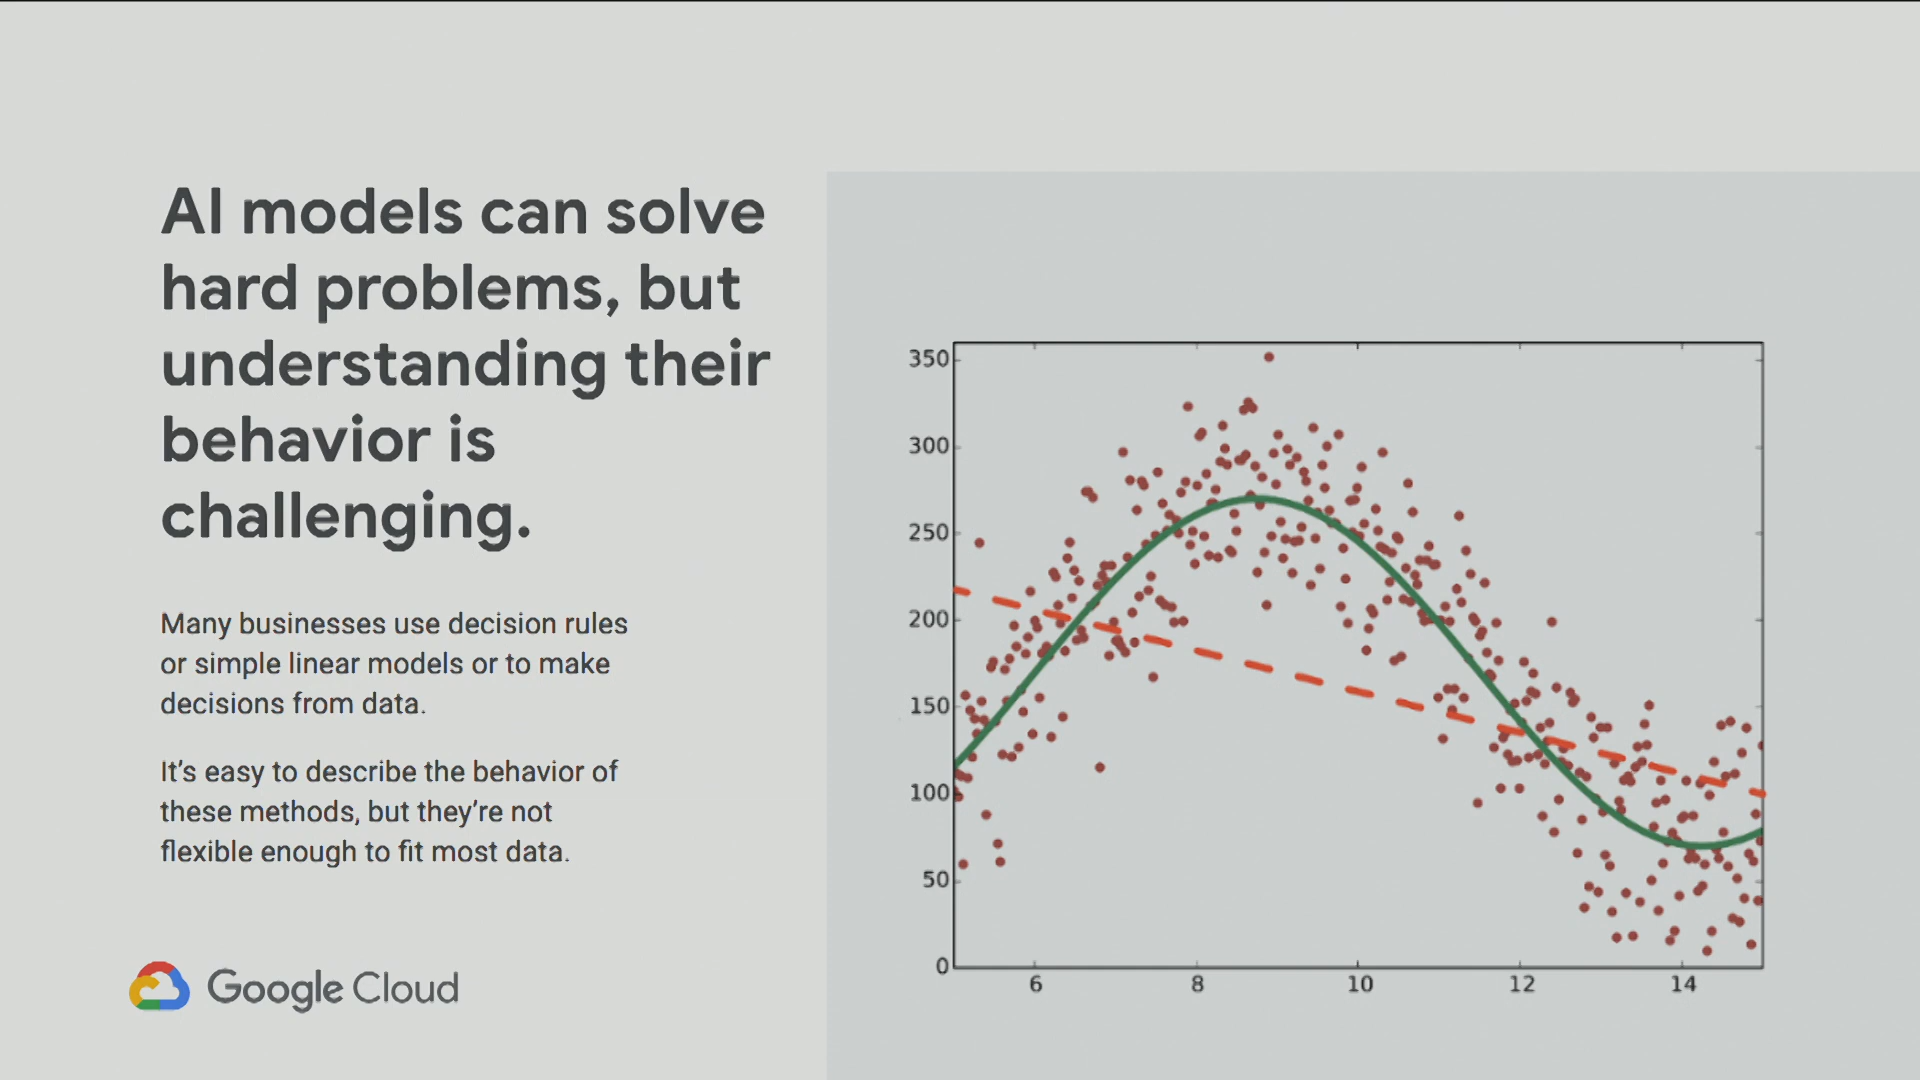 AI models can solve
hard problems, but
understanding their
behavior is
challenging.
Many businesses use decision rules
or simple linear models or to make
decisions from data.
It's easy to describe the behavior of
these methods, but they're not
flexible enough to fit most data.
Google Cloud
350
300
250
200
150
100
50
0
6 8 10 12 14